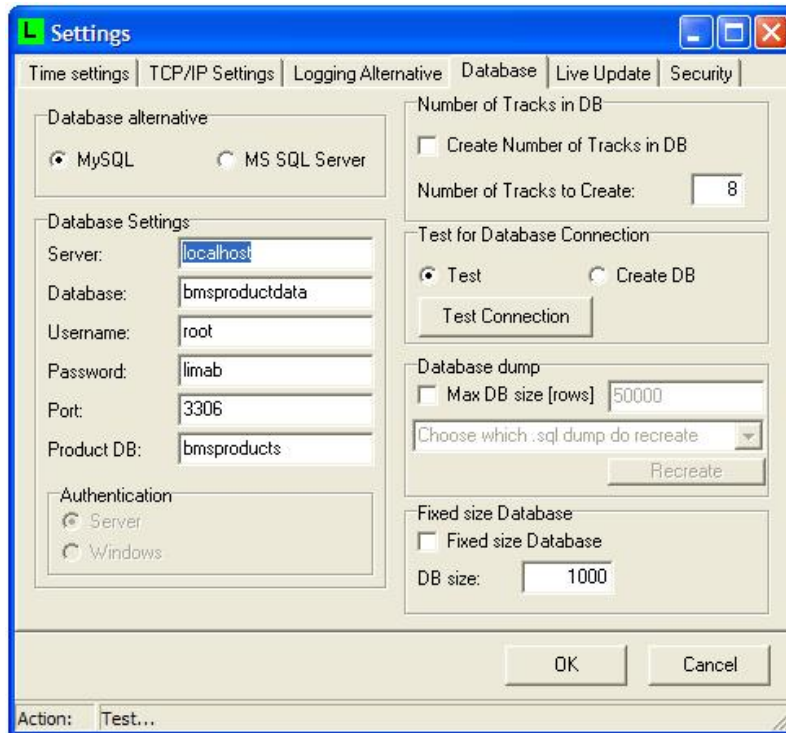 L Settings
Time settings TCP/IP Settings Logging Alternative Database Live Update Security
Database alternative
MySQL MS SQL Server
Database Settings
Server: localhost
Database: bmsproductdata
Username: root
Password: limab
Port: 3306
Product DB: bmsproducts
Authentication
Server
Windows
Number of Tracks in DB
Create Number of Tracks in DB
Number of Tracks to Create: 8
Test for Database Connection
Test Create DB
Test Connection
Database dump
Max DB size [rows] 50000
Choose which .sql dump do recreate
Recreate
Fixed size Database
Fixed size Database
DB size: 1000
OK Cancel
Action: Test...